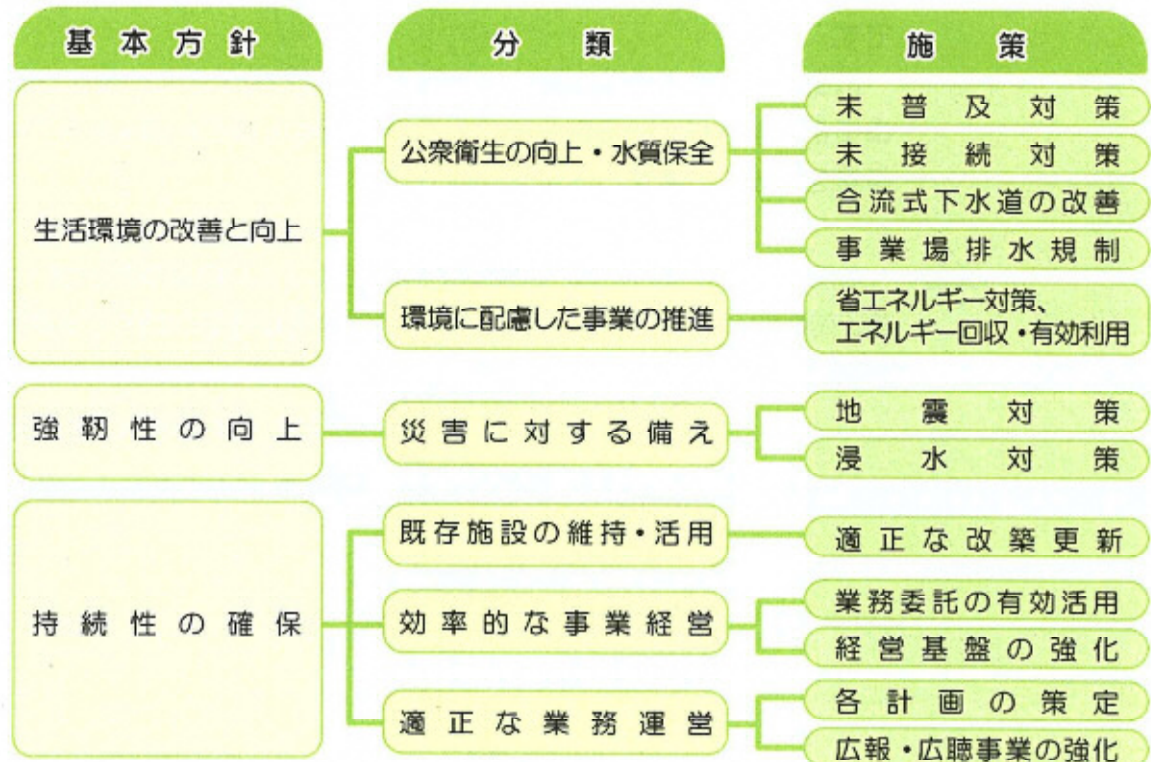 基本方針
分類
施策
生活環境の改善と向上
公衆衛生の向上・水質保全
未普及対策
未接続対策
合流式下水道の改善
事業場排水規制
環境に配慮した事業の推進
省エネルギー対策、
エネルギー回収・有効利用
強靭性の向上
災害に対する備え
地震対策
浸水対策
持続性の確保
既存施設の維持・活用
適正な改築更新
効率的な事業経営
業務委託の有効活用
経営基盤の強化
適正な業務運営
各計画の策定
広報・広聴事業の強化